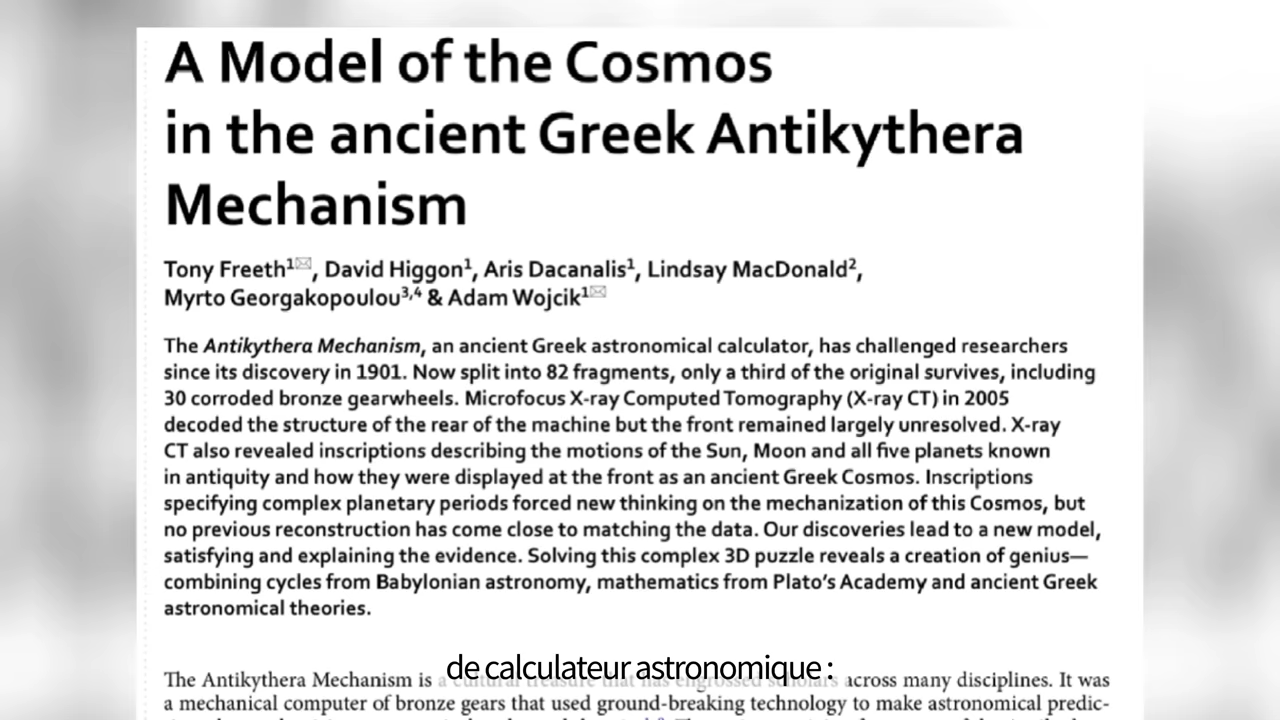 A Model of the Cosmos
in the ancient Greek Antikythera
Mechanism
Tony Freeth¹✉, David Higgon¹, Aris Dacanalis¹, Lindsay MacDonald²,
Myrto Georgakopoulou³,⁴ & Adam Wojcik¹✉
The Antikythera Mechanism, an ancient Greek astronomical calculator, has challenged researchers
since its discovery in 1901. Now split into 82 fragments, only a third of the original survives, including
30 corroded bronze gearwheels. Microfocus X-ray Computed Tomography (X-ray CT) in 2005
decoded the structure of the rear of the machine but the front remained largely unresolved. X-ray
CT also revealed inscriptions describing the motions of the Sun, Moon and all five planets known
in antiquity and how they were displayed at the front as an ancient Greek Cosmos. Inscriptions
specifying complex planetary periods forced new thinking on the mechanization of this Cosmos, but
no previous reconstruction has come close to matching the data. Our discoveries lead to a new model,
satisfying and explaining the evidence. Solving this complex 3D puzzle reveals a creation of genius—
combining cycles from Babylonian astronomy, mathematics from Plato's Academy and ancient Greek
astronomical theories.
de calculateur astronomique :
The Antikythera Mechanism is a cultural treasure that has engrossed scholars across many disciplines. It was
a mechanical computer of bronze gears that used ground-breaking technology to make astronomical predic-